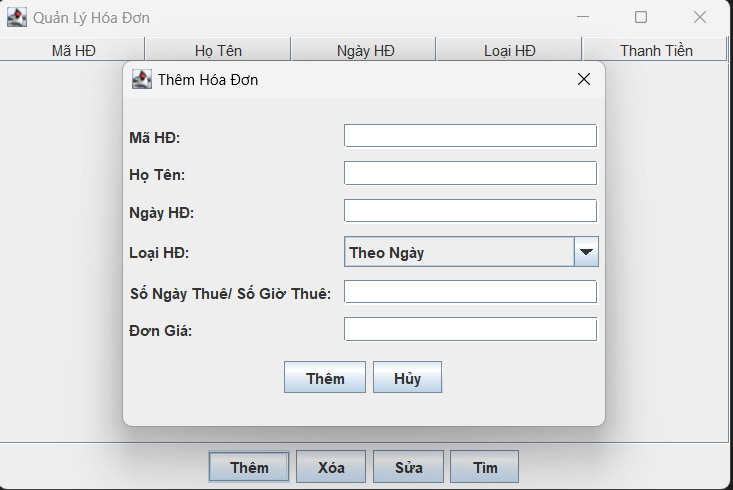 Quản Lý Hóa Đơn
Mã HĐ Họ Tên Ngày HĐ Loại HĐ Thanh Tiền
Thêm Hóa Đơn
Mã HĐ:
Họ Tên:
Ngày HĐ:
Loại HĐ: Theo Ngày
Số Ngày Thuê/ Số Giờ Thuê:
Đơn Giá:
Thêm Hủy
Thêm Xóa Sửa Tìm